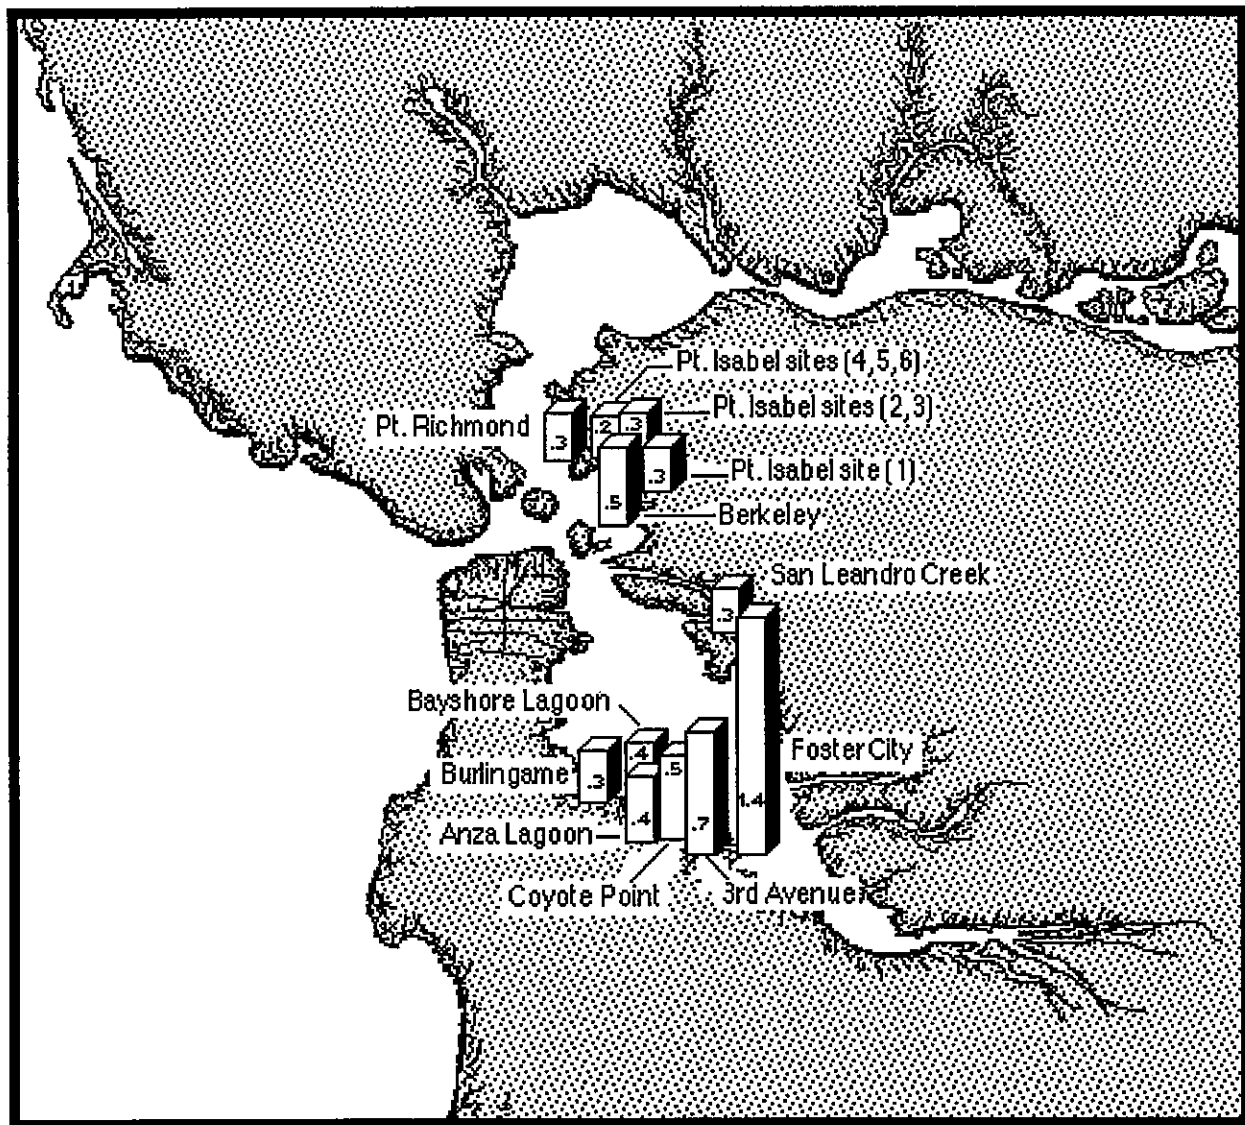 Pt. Isabel sites (4,5,6)
Pt. Isabel sites (2,3)
Pt. Richmond
.3
.2
.3
Pt. Isabel site (1)
.3
.5
Berkeley
San Leandro Creek
.3
Bayshore Lagoon
Foster City
.4
.5
Burlingame
.3
1.4
Anza Lagoon
.4
.7
Coyote Point
3rd Avenue